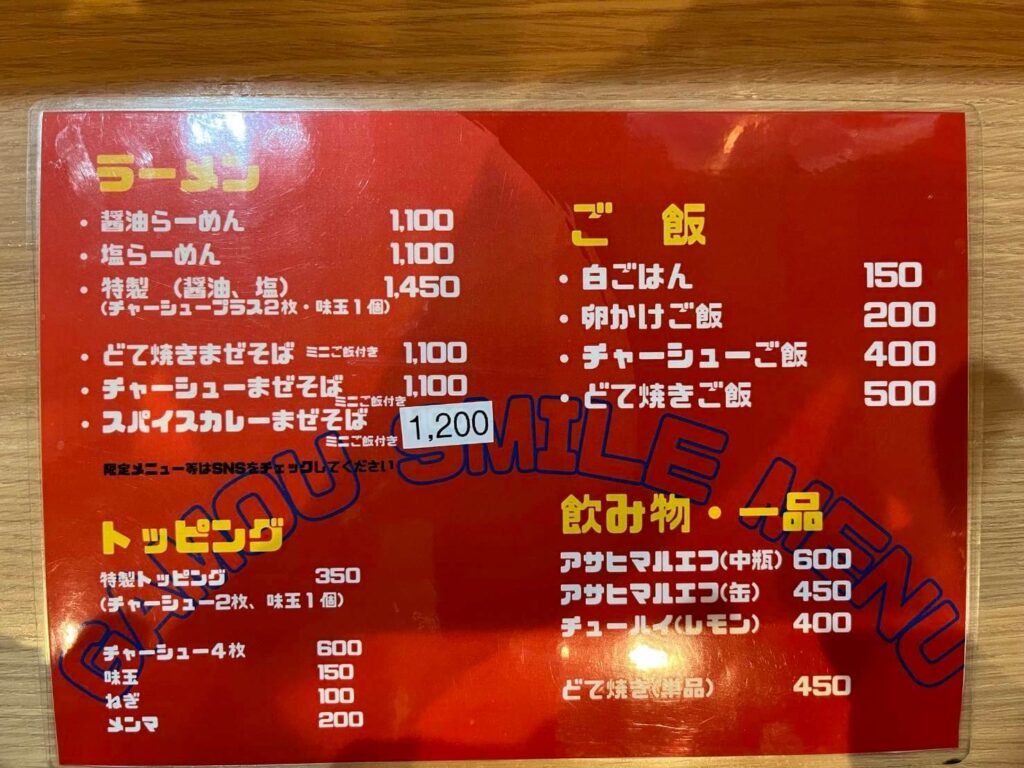 ラーメン
・醤油らーめん 1,100
・塩らーめん 1,100
・特製 (醤油、塩) 1,450
(チャーシュープラス2枚・味玉1個)
・どて焼きまぜそば ミニご飯付き 1,100
・チャーシューまぜそば 1,100
ミニご飯付き
・スパイスカレーまぜそば 1,200
ミニご飯付き
限定メニュー等はSNSをチェックしてください
トッピング
特製トッピング 350
(チャーシュー2枚、味玉1個)
チャーシュー4枚 600
味玉 150
ねぎ 100
メンマ 200
ご 飯
・白ごはん 150
・卵かけご飯 200
・チャーシューご飯 400
・どて焼きご飯 500
飲み物・一品
アサヒマルエフ(中瓶) 600
アサヒマルエフ(缶) 450
チューハイ(レモン) 400
どて焼き(単品) 450
GAMOU SMILE MENU